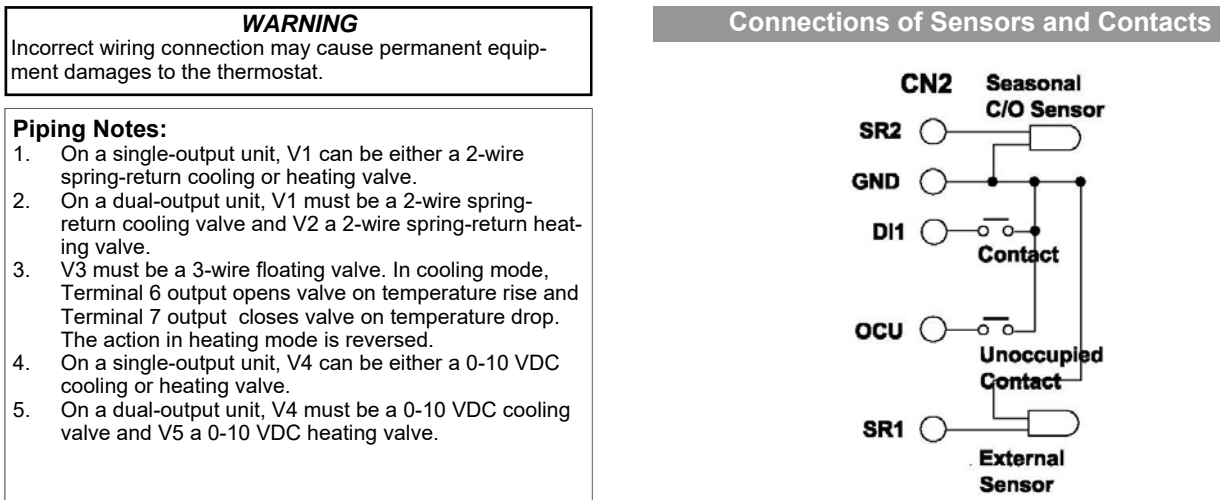 WARNING
Incorrect wiring connection may cause permanent equip-
ment damages to the thermostat.
Piping Notes:
1. On a single-output unit, V1 can be either a 2-wire
spring-return cooling or heating valve.
2. On a dual-output unit, V1 must be a 2-wire spring-
return cooling valve and V2 a 2-wire spring-return heat-
ing valve.
3. V3 must be a 3-wire floating valve. In cooling mode,
Terminal 6 output opens valve on temperature rise and
Terminal 7 output closes valve on temperature drop.
The action in heating mode is reversed.
4. On a single-output unit, V4 can be either a 0-10 VDC
cooling or heating valve.
5. On a dual-output unit, V4 must be a 0-10 VDC cooling
valve and V5 a 0-10 VDC heating valve.
Connections of Sensors and Contacts
CN2
Seasonal
C/O Sensor
SR2
GND
DI1
Contact
OCU
Unoccupied
Contact
SR1
External
Sensor